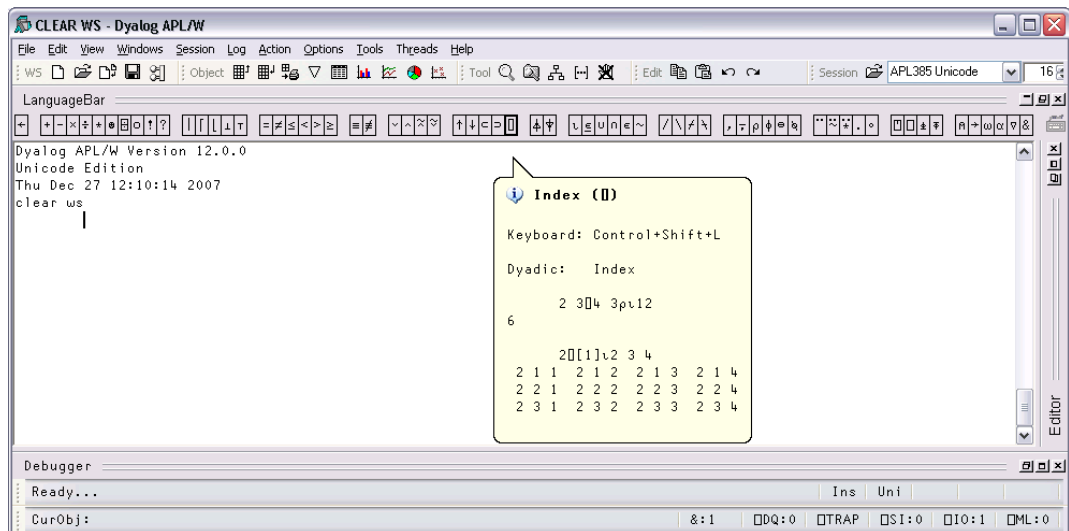 CLEAR WS - Dyalog APL/W
File Edit View Windows Session Log Action Options Tools Threads Help
WS Object Tool Edit Session APL385 Unicode 16
LanguageBar
← + - × ÷ * ⍟ ⌹ ○ ! ? | ⌈ ⌊ ⊥ ⊤ = ≠ ≤ < > ≥ ≡ ≢ ∨ ∧ ⍲ ⍱ ↑ ↓ ⊂ ⊃ ⌷ ⍋ ⍒ ⍳ ⍷ ∪ ∩ ∊ ~ / \ ⌿ ⍀ , ⍪ ⍴ ⌽ ⊖ ⍉ ¨ ⍨ ⍣ . ∘ ⍞ ⎕ ⍎ ⍕ ⍝ → ⍵ ⍺ ∇ &
Dyalog APL/W Version 12.0.0
Unicode Edition
Thu Dec 27 12:10:14 2007
clear ws
Index (⌷)
Keyboard: Control+Shift+L
Dyadic: Index
2 3⌷4 3⍴⍳12
6
2⌷[1]⍳2 3 4
2 1 1 2 1 2 2 1 3 2 1 4
2 2 1 2 2 2 2 2 3 2 2 4
2 3 1 2 3 2 2 3 3 2 3 4
Editor
Debugger
Ready... Ins Uni
CurObj: &:1 ⎕DQ:0 ⎕TRAP ⎕SI:0 ⎕IO:1 ⎕ML:0